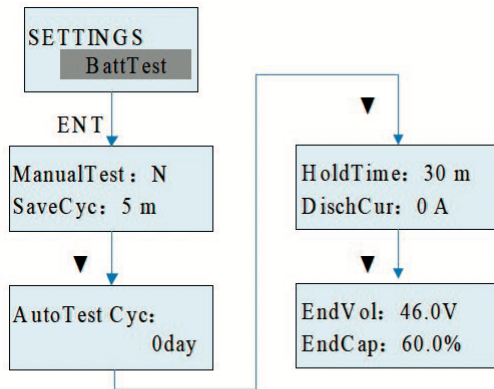 SETTINGS
BattTest
ENT
ManualTest: N
SaveCyc: 5 m
▼
AutoTest Cyc:
0day
▼
HoldTime: 30 m
DischCur: 0 A
▼
EndVol: 46.0V
EndCap: 60.0%